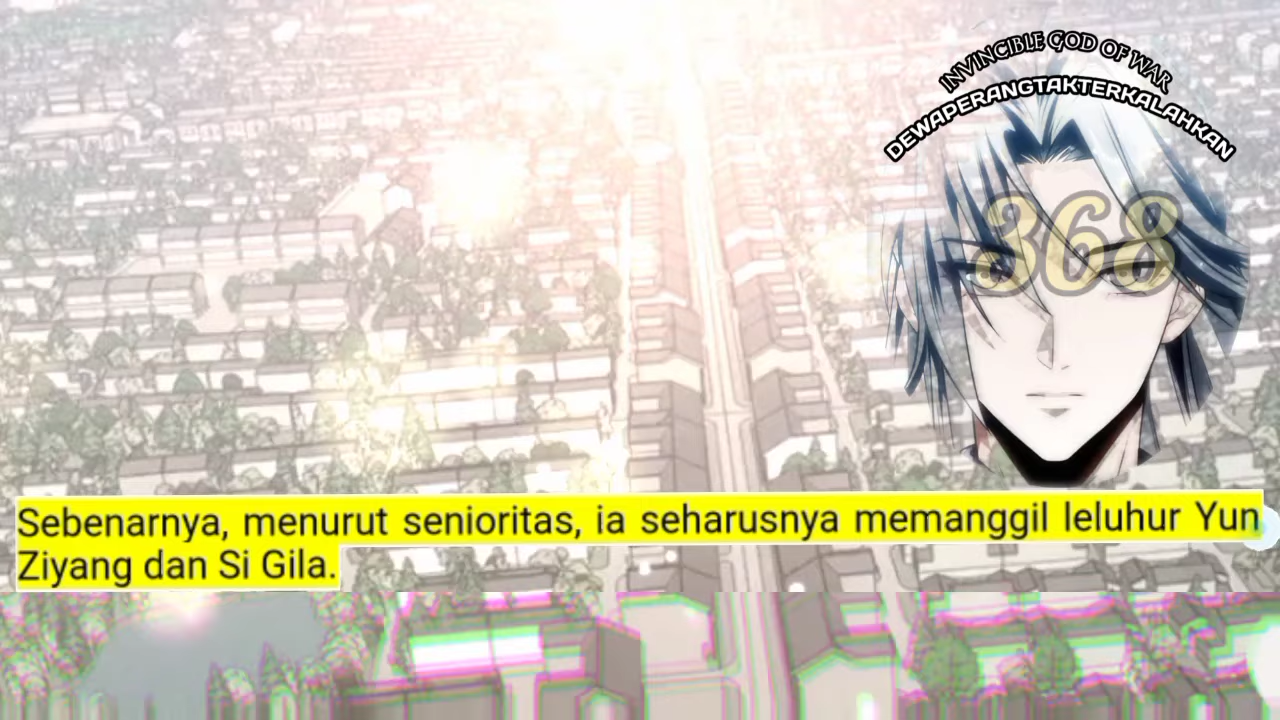 INVINCIBLE GOD OF WAR
DEWAPERANGTAKTERKALAHKAN
368
Sebenarnya, menurut senioritas, ia seharusnya memanggil leluhur Yun
Ziyang dan Si Gila.